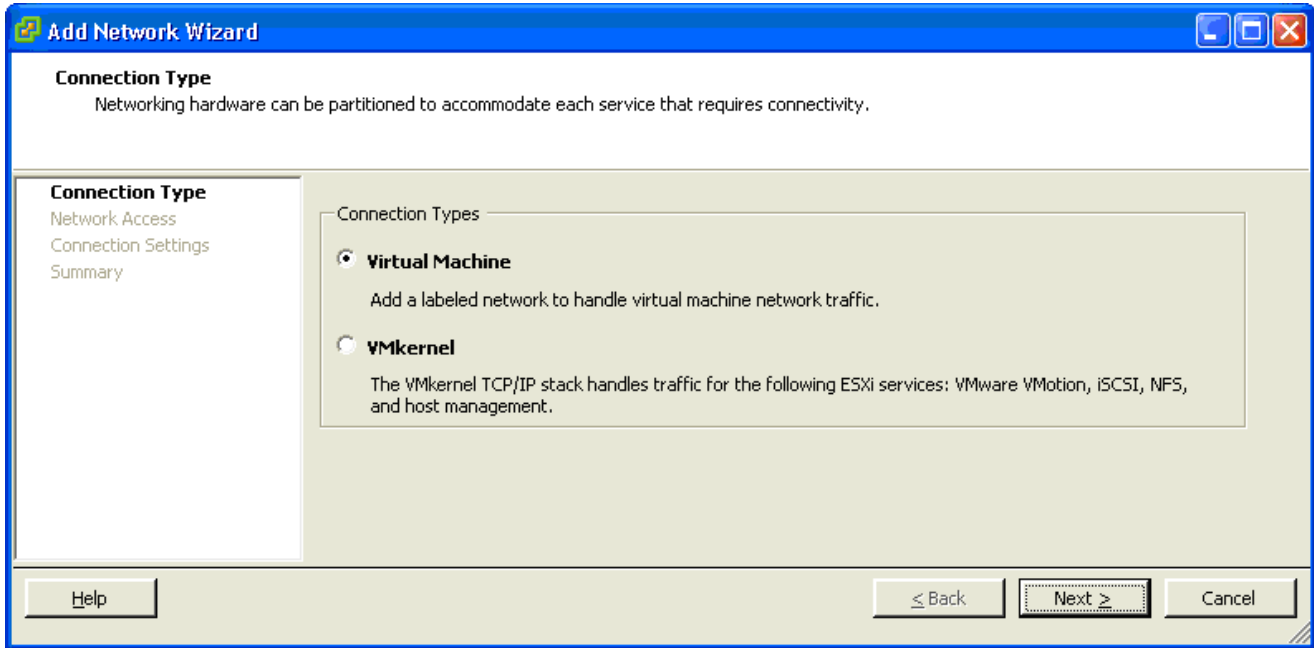 Add Network Wizard
Connection Type
Networking hardware can be partitioned to accommodate each service that requires connectivity.
Connection Type
Network Access
Connection Settings
Summary
Connection Types
Virtual Machine
Add a labeled network to handle virtual machine network traffic.
VMkernel
The VMkernel TCP/IP stack handles traffic for the following ESXi services: VMware VMotion, iSCSI, NFS,
and host management.
Help
< Back
Next >
Cancel